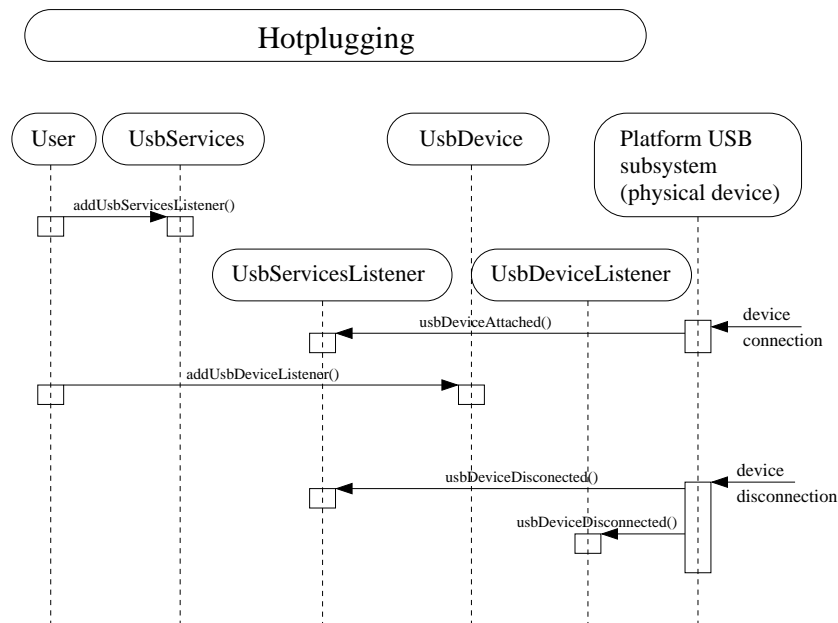 Hotplugging
User
UsbServices
UsbDevice
Platform USB
subsystem
(physical device)
addUsbServicesListener()
UsbServicesListener
UsbDeviceListener
usbDeviceAttached()
device
connection
addUsbDeviceListener()
usbDeviceDisconected()
device
disconnection
usbDeviceDisconnected()